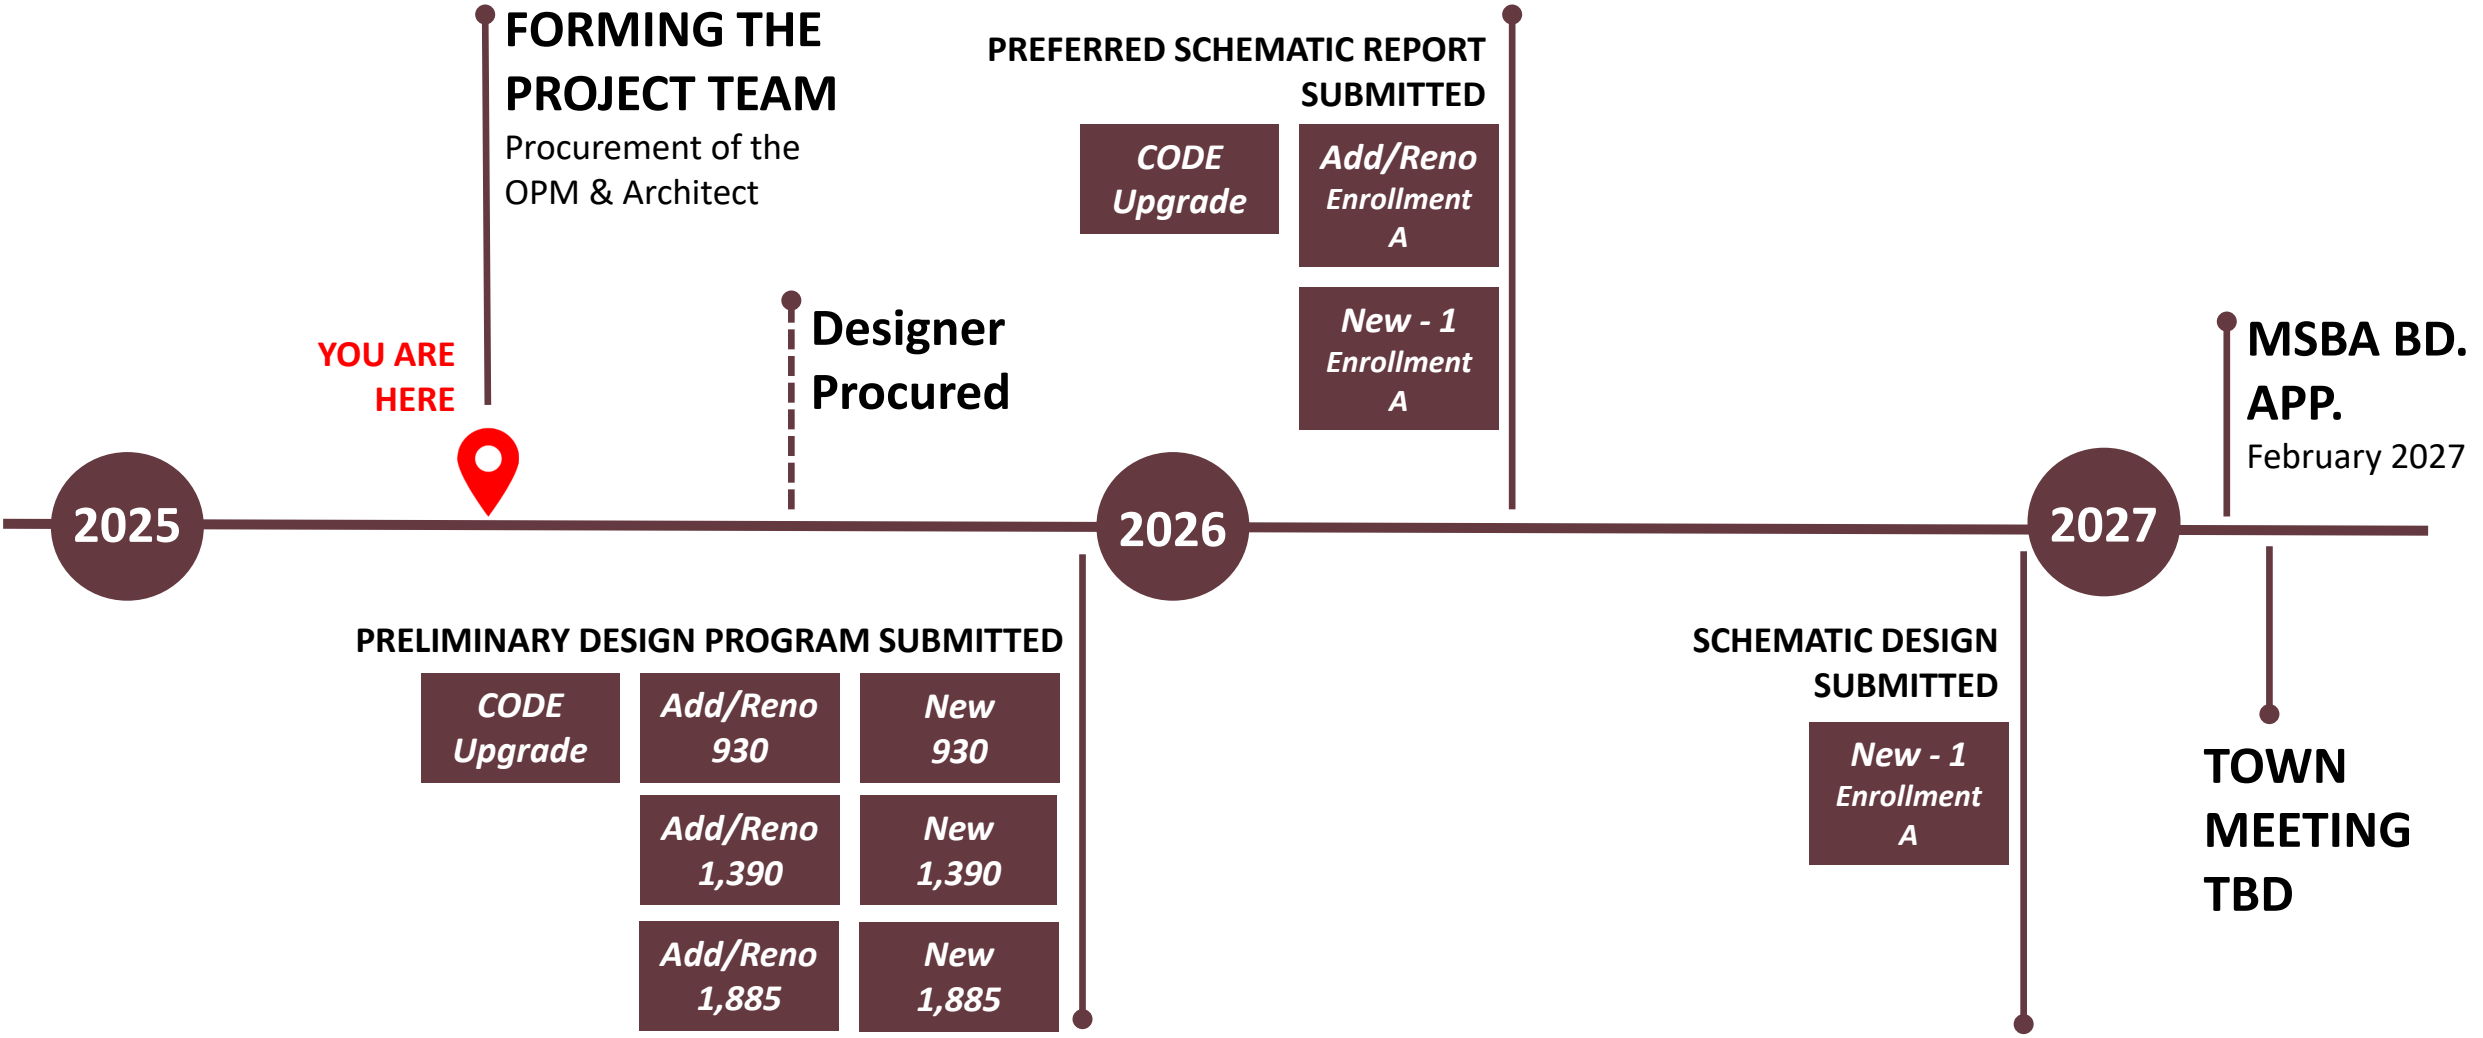 FORMING THE
PROJECT TEAM
Procurement of the
OPM & Architect
PREFERRED SCHEMATIC REPORT
SUBMITTED
CODE
Upgrade
Add/Reno
Enrollment
A
New - 1
Enrollment
A
YOU ARE
HERE
Designer
Procured
MSBA BD.
APP.
February 2027
2025
2026
2027
PRELIMINARY DESIGN PROGRAM SUBMITTED
CODE
Upgrade
Add/Reno
930
New
930
Add/Reno
1,390
New
1,390
Add/Reno
1,885
New
1,885
SCHEMATIC DESIGN
SUBMITTED
New - 1
Enrollment
A
TOWN
MEETING
TBD